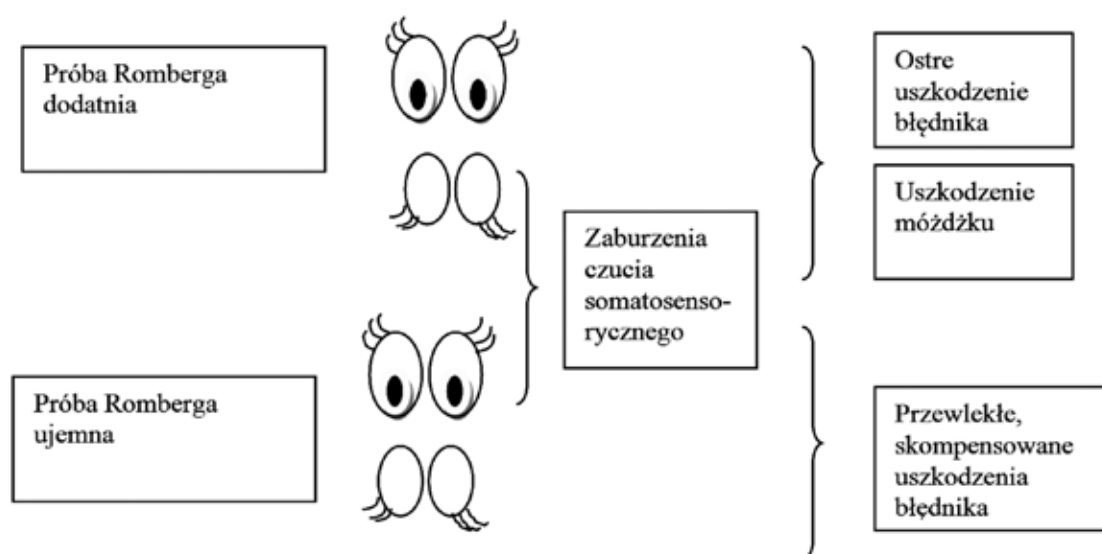 Próba Romberga
dodatnia
Ostre
uszkodzenie
błędnika
Uszkodzenie
móżdżku
Zaburzenia
czucia
somatosenso-
rycznego
Próba Romberga
ujemna
Przewlekłe,
skompensowane
uszkodzenia
błędnika